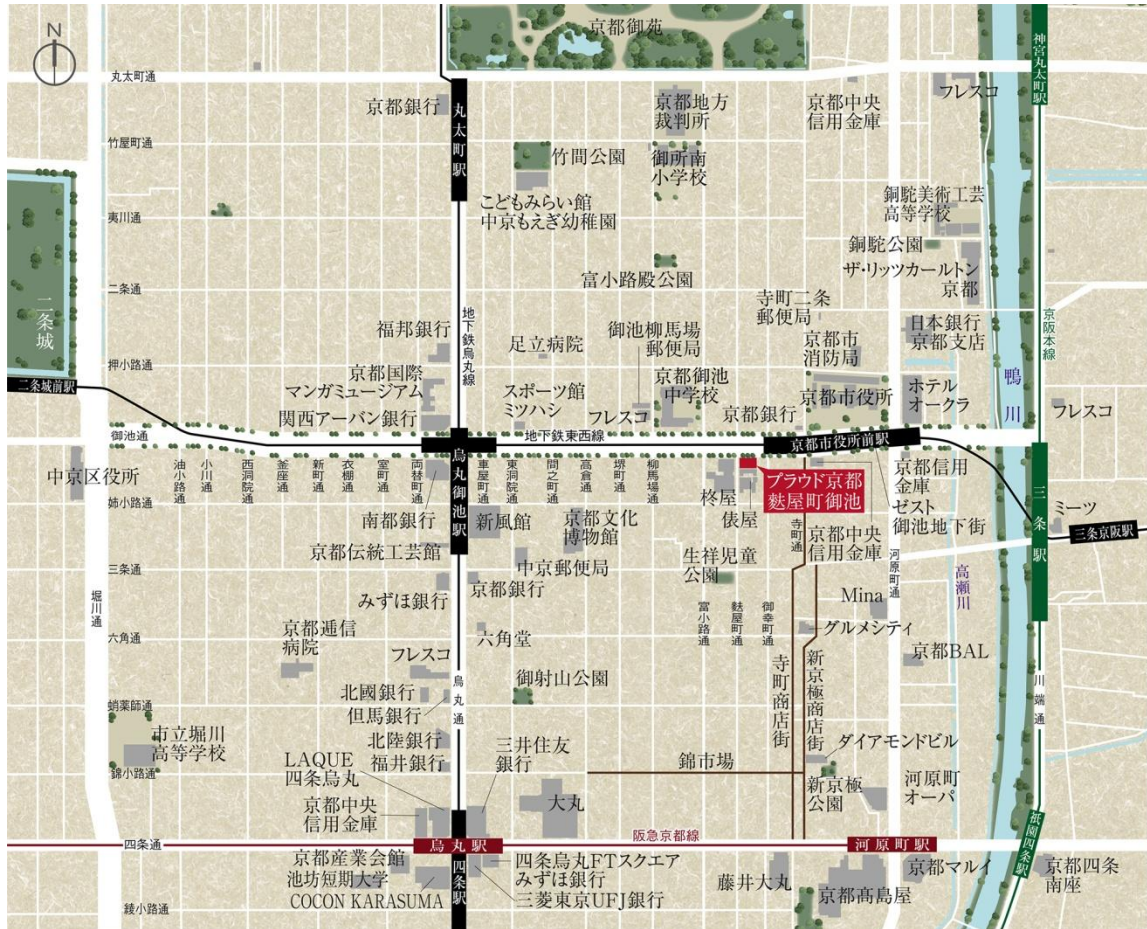 N
京都御苑
丸太町通
神宮丸太町駅
京都銀行
丸太町駅
京都地方
裁判所
京都中央
信用金庫
フレスコ
竹屋町通
竹間公園
御所南
小学校
こどもみらい館
中京もえぎ幼稚園
銅駝美術工芸
高等学校
夷川通
銅駝公園
富小路殿公園
ザ・リッツカールトン
京都
二条通
二条城
地下鉄烏丸線
寺町二条
郵便局
京阪本線
福邦銀行
足立病院
御池柳馬場
郵便局
京都市
消防局
日本銀行
京都支店
押小路通
鴨川
二条城前駅
京都国際
マンガミュージアム
スポーツ館
ミツハシ
京都御池
中学校
京都市役所
ホテル
オークラ
関西アーバン銀行
フレスコ
京都銀行
フレスコ
御池通
地下鉄東西線
京都市役所前駅
烏丸御池駅
中京区役所
油小路通
小川通
西洞院通
釜座通
新町通
衣棚通
室町通
両替町通
車屋町通
東洞院通
間之町通
高倉通
堺町通
柳馬場通
柊屋
俵屋
プラウド京都
麩屋町御池
京都信用
金庫
ゼスト
御池地下街
三条駅
姉小路通
南都銀行
新風館
京都文化
博物館
寺町通
京都中央
信用金庫
河原町通
ミーツ
三条京阪駅
京都伝統工芸館
中京郵便局
生祥児童
公園
三条通
みずほ銀行
京都銀行
高瀬川
堀川通
Mina
富小路通
麩屋町通
御幸町通
六角通
京都逓信
病院
六角堂
グルメシティ
フレスコ
京都BAL
寺町商店街
新京極商店街
烏丸通
御射山公園
川端通
北國銀行
但馬銀行
蛸薬師通
市立堀川
高等学校
北陸銀行
福井銀行
三井住友
銀行
ダイアモンドビル
錦小路通
LAQUE
四条烏丸
錦市場
新京極
公園
河原町
オーパ
京都中央
信用金庫
大丸
四条通
烏丸駅
阪急京都線
河原町駅
祇園四条駅
京都産業会館
四条駅
四条烏丸FTスクエア
みずほ銀行
池坊短期大学
藤井大丸
京都髙島屋
京都マルイ
京都四条
南座
COCON KARASUMA
三菱東京UFJ銀行
綾小路通